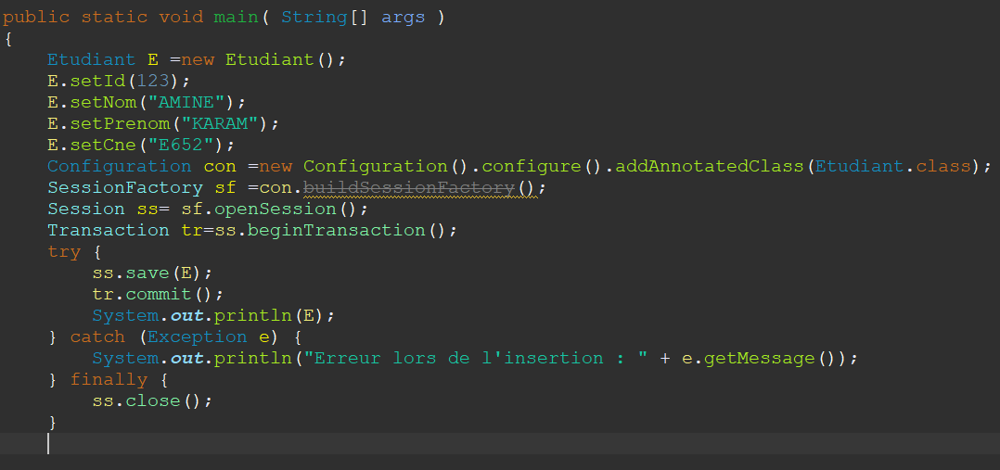 public static void main( String[] args )
{
    Etudiant E =new Etudiant();
    E.setId(123);
    E.setNom("AMINE");
    E.setPrenom("KARAM");
    E.setCne("E652");
    Configuration con =new Configuration().configure().addAnnotatedClass(Etudiant.class);
    SessionFactory sf =con.buildSessionFactory();
    Session ss= sf.openSession();
    Transaction tr=ss.beginTransaction();
    try {
        ss.save(E);
        tr.commit();
        System.out.println(E);
    } catch (Exception e) {
        System.out.println("Erreur lors de l'insertion : " + e.getMessage());
    } finally {
        ss.close();
    }